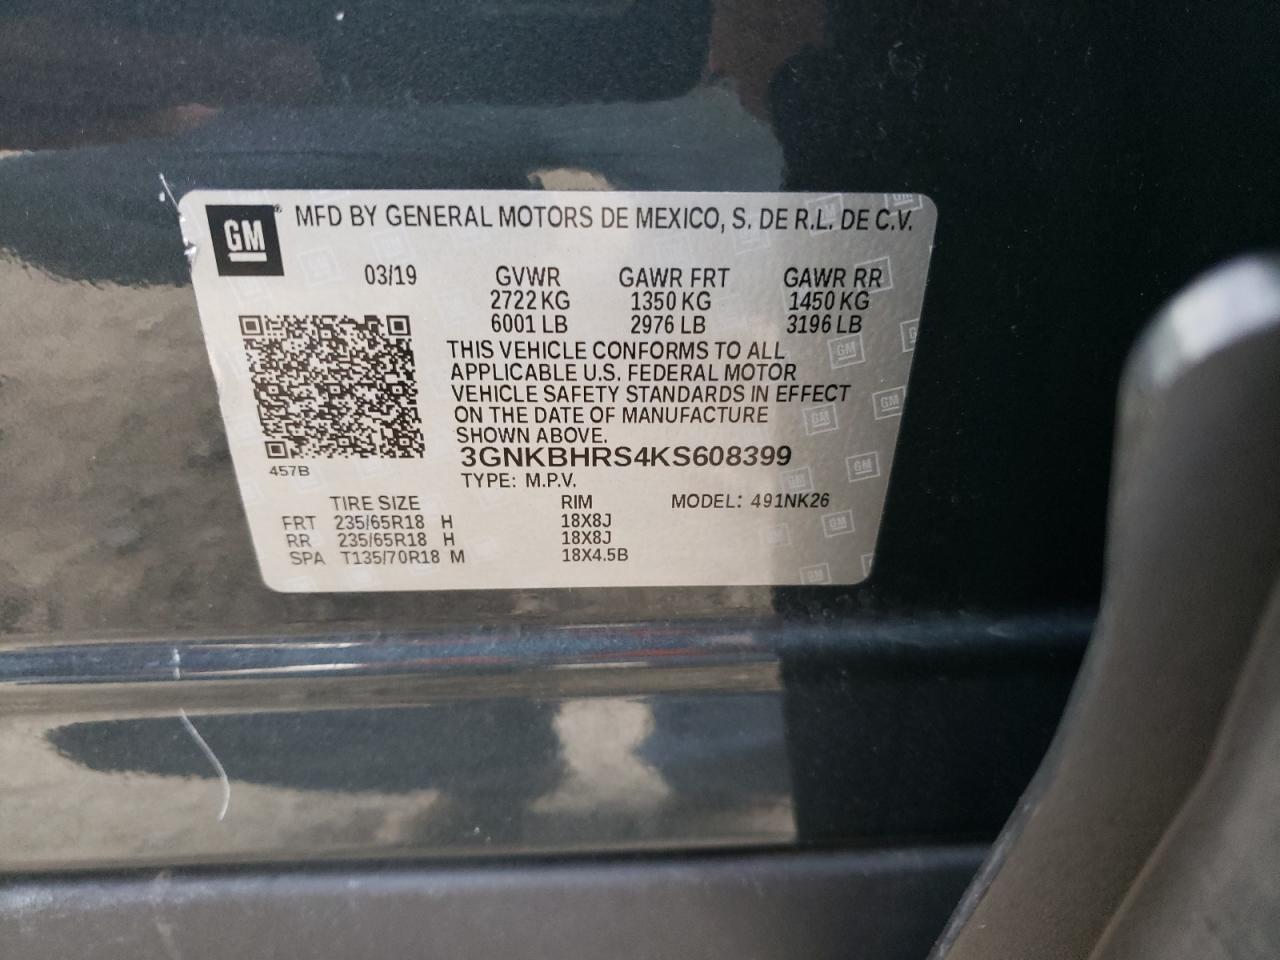 GM® MFD BY GENERAL MOTORS DE MEXICO, S. DE R.L. DE C.V.
03/19 GVWR GAWR FRT GAWR RR
2722 KG 1350 KG 1450 KG
6001 LB 2976 LB 3196 LB
THIS VEHICLE CONFORMS TO ALL
APPLICABLE U.S. FEDERAL MOTOR
VEHICLE SAFETY STANDARDS IN EFFECT
ON THE DATE OF MANUFACTURE
SHOWN ABOVE.
3GNKBHRS4KS608399
457B
TYPE: M.P.V.
TIRE SIZE RIM MODEL: 491NK26
FRT 235/65R18 H 18X8J
RR 235/65R18 H 18X8J
SPA T135/70R18 M 18X4.5B